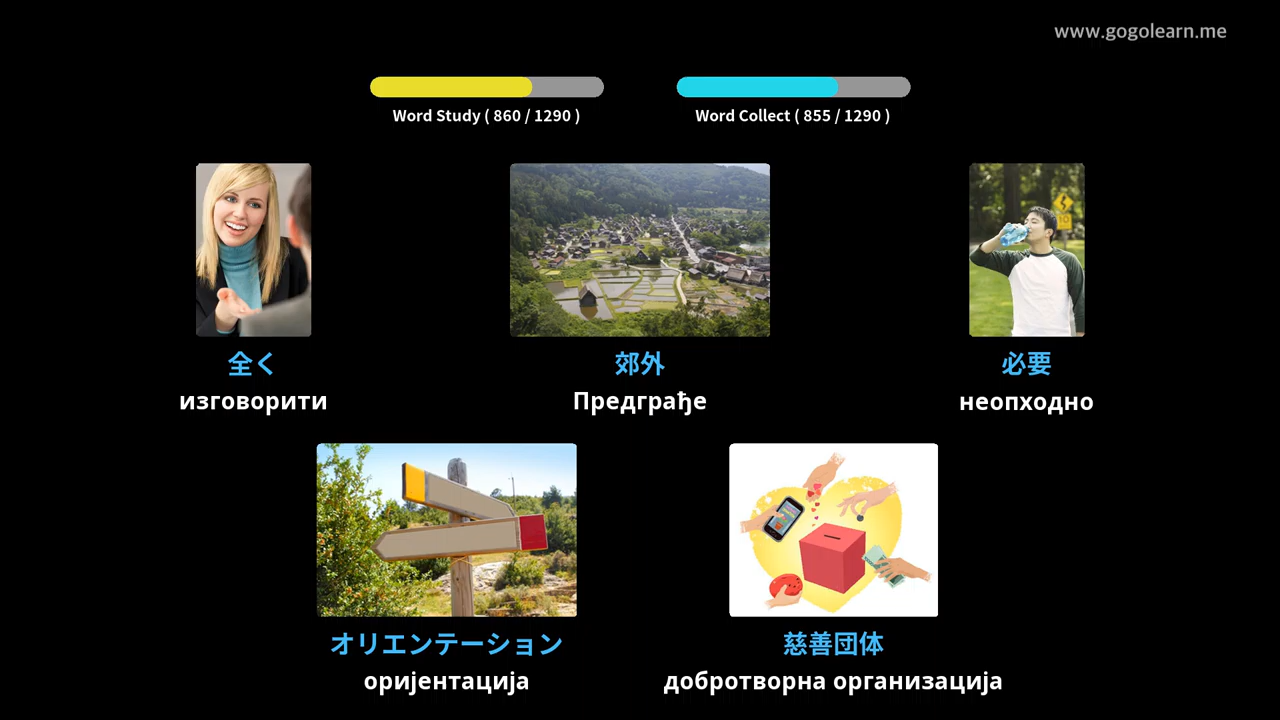 www.gogolearn.me
Word Study ( 860 / 1290 )
Word Collect ( 855 / 1290 )
全く
изговорити
郊外
Предграђе
必要
неопходно
オリエンテーション
оријентација
慈善団体
добротворна организација